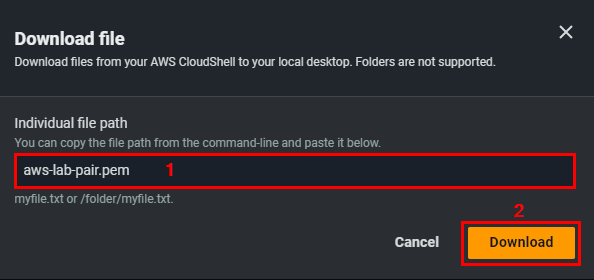 Download file
Download files from your AWS CloudShell to your local desktop. Folders are not supported.
Individual file path
You can copy the file path from the command-line and paste it below.
aws-lab-pair.pem 1
myfile.txt or /folder/myfile.txt.
2
Cancel Download